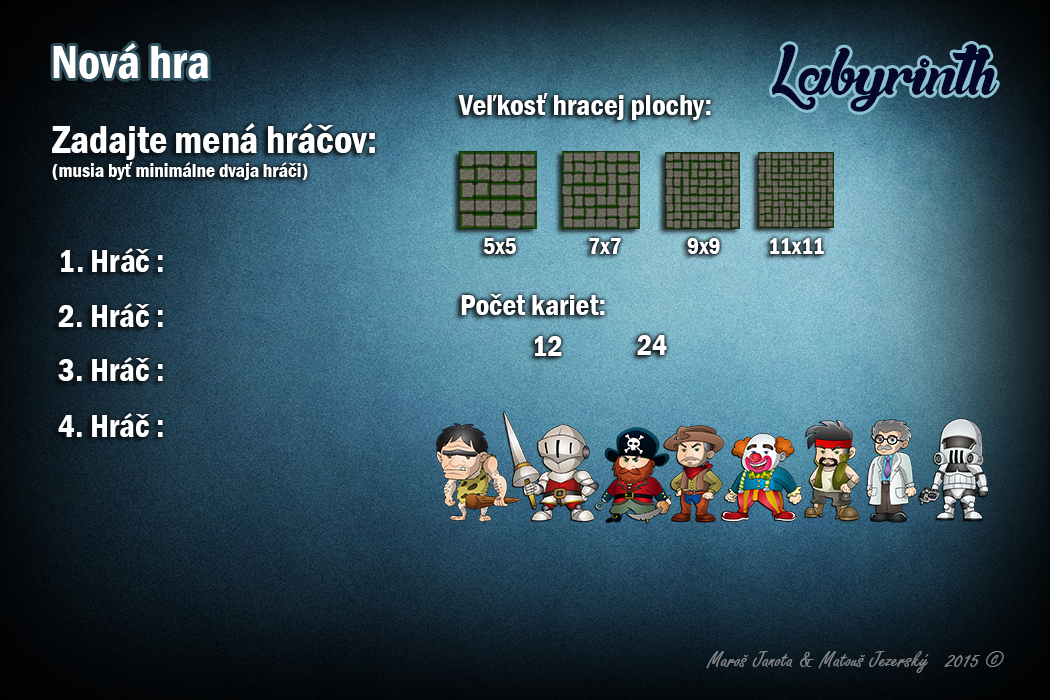 Nová hra
Labyrinth
Zadajte mená hráčov:
(musia byť minimálne dvaja hráči)
1. Hráč :
2. Hráč :
3. Hráč :
4. Hráč :
Veľkosť hracej plochy:
5x5 7x7 9x9 11x11
Počet kariet:
12 24
Maroš Janota & Matouš Jezerský 2015 ©